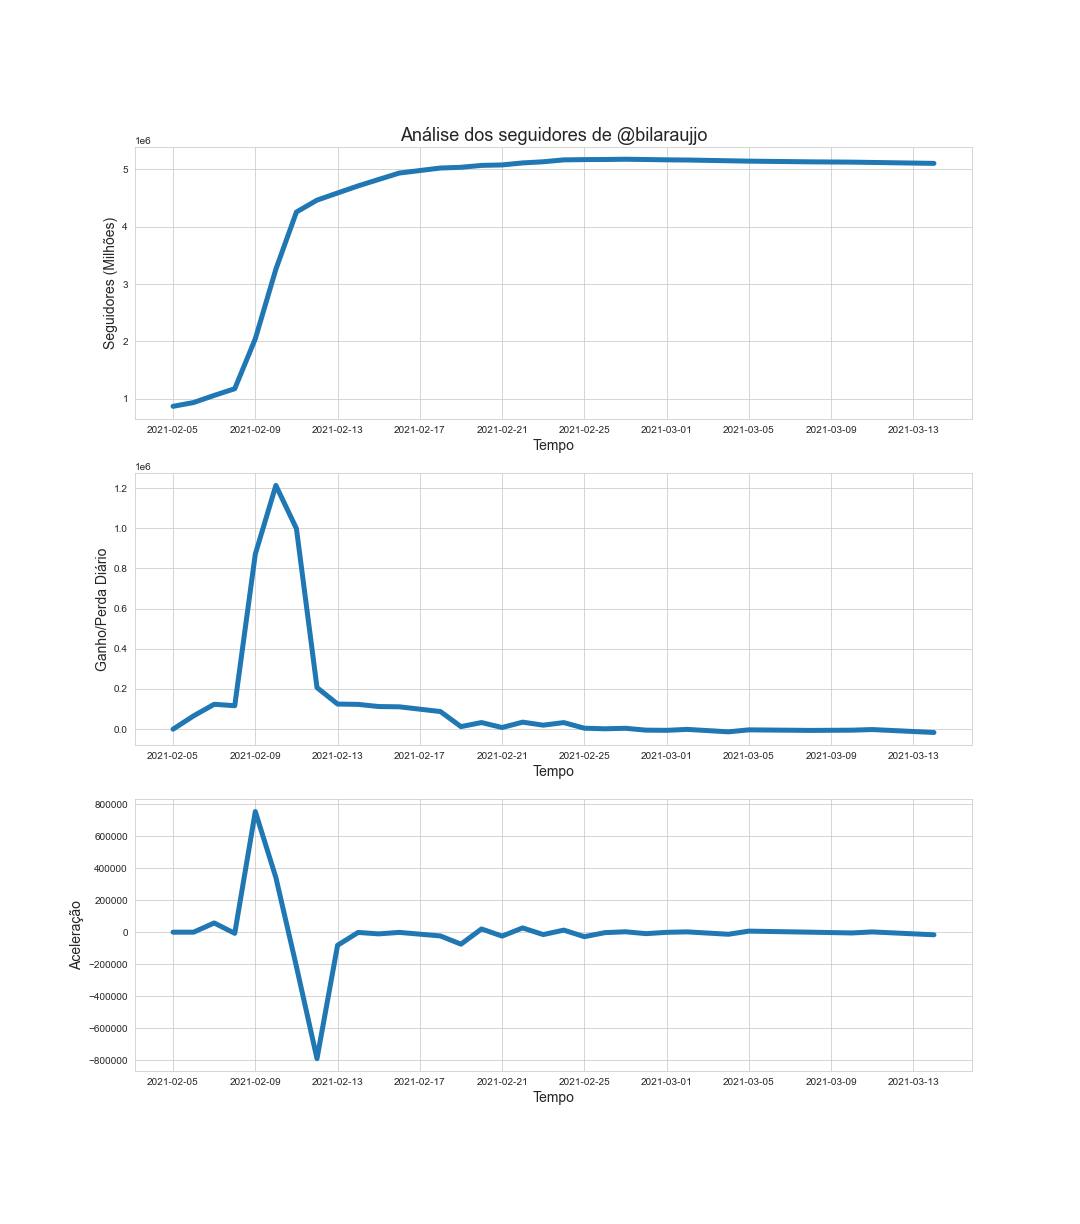 Análise dos seguidores de @bilaraujjo
1e6
Seguidores (Milhões)
5
4
3
2
1
2021-02-05 2021-02-09 2021-02-13 2021-02-17 2021-02-21 2021-02-25 2021-03-01 2021-03-05 2021-03-09 2021-03-13
Tempo
1e6
Ganho/Perda Diário
1.2
1.0
0.8
0.6
0.4
0.2
0.0
2021-02-05 2021-02-09 2021-02-13 2021-02-17 2021-02-21 2021-02-25 2021-03-01 2021-03-05 2021-03-09 2021-03-13
Tempo
Aceleração
800000
600000
400000
200000
0
−200000
−400000
−600000
−800000
2021-02-05 2021-02-09 2021-02-13 2021-02-17 2021-02-21 2021-02-25 2021-03-01 2021-03-05 2021-03-09 2021-03-13
Tempo